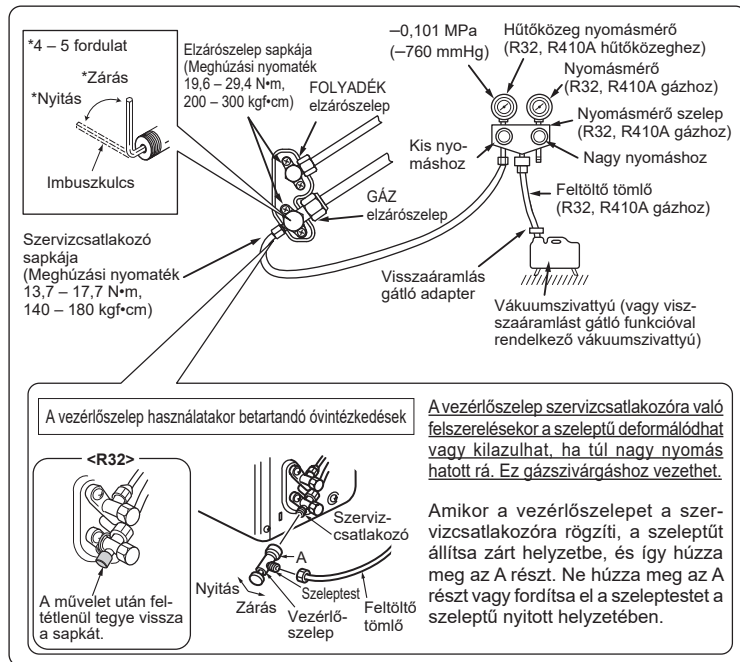 *4 – 5 fordulat
*Zárás
*Nyitás
Imbuszkulcs
Elzárószelep sapkája
(Meghúzási nyomaték
19,6 – 29,4 N•m,
200 – 300 kgf•cm)
FOLYADÉK
elzárószelep
GÁZ
elzárószelep
Szervizcsatlakozó
sapkája
(Meghúzási nyomaték
13,7 – 17,7 N•m,
140 – 180 kgf•cm)
–0,101 MPa
(–760 mmHg)
Hűtőközeg nyomásmérő
(R32, R410A hűtőközeghez)
Nyomásmérő
(R32, R410A gázhoz)
Nyomásmérő szelep
(R32, R410A gázhoz)
Kis nyo-
máshoz
Nagy nyomáshoz
Feltöltő tömlő
(R32, R410A gázhoz)
Visszaáramlás
gátló adapter
Vákuumszivattyú (vagy visz-
szaáramlást gátló funkcióval
rendelkező vákuumszivattyú)
A vezérlőszelep használatakor betartandó óvintézkedések
<R32>
A művelet után fel-
tétlenül tegye vissza
a sapkát.
Szerviz-
csatlakozó
A
Szeleptest
Nyitás
Zárás
Vezérlő-
szelep
Feltöltő
tömlő
A vezérlőszelep szervizcsatlakozóra való
felszerelésekor a szeleptű deformálódhat
vagy kilazulhat, ha túl nagy nyomás
hatott rá. Ez gázszivárgáshoz vezethet.
Amikor a vezérlőszelepet a szer-
vizcsatlakozóra rögzíti, a szeleptűt
állítsa zárt helyzetbe, és így húzza
meg az A részt. Ne húzza meg az A
részt vagy fordítsa el a szeleptestet a
szeleptű nyitott helyzetében.